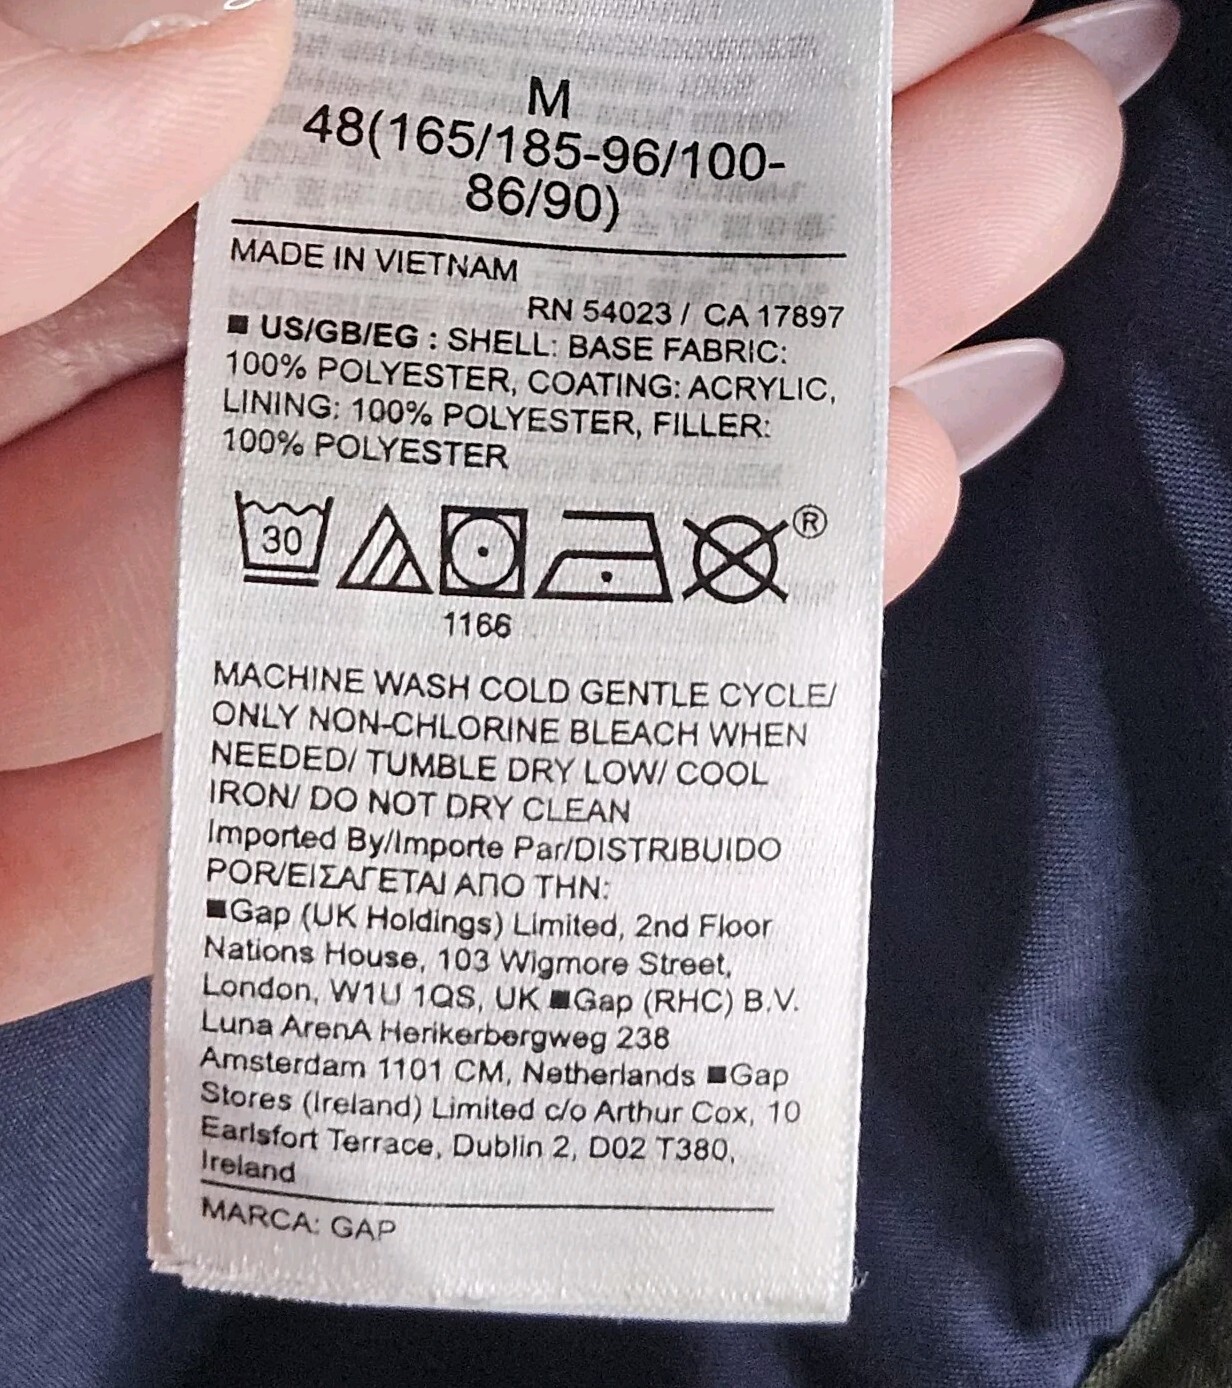 M
48(165/185-96/100-
86/90)
MADE IN VIETNAM
RN 54023 / CA 17897
■ US/GB/EG : SHELL: BASE FABRIC:
100% POLYESTER, COATING: ACRYLIC,
LINING: 100% POLYESTER, FILLER:
100% POLYESTER
30
®
1166
MACHINE WASH COLD GENTLE CYCLE/
ONLY NON-CHLORINE BLEACH WHEN
NEEDED/ TUMBLE DRY LOW/ COOL
IRON/ DO NOT DRY CLEAN
Imported By/Importe Par/DISTRIBUIDO
POR/ΕΙΣΑΓΕΤΑΙ ΑΠΟ ΤΗΝ:
■Gap (UK Holdings) Limited, 2nd Floor
Nations House, 103 Wigmore Street,
London, W1U 1QS, UK ■Gap (RHC) B.V.
Luna ArenA Herikerbergweg 238
Amsterdam 1101 CM, Netherlands ■Gap
Stores (Ireland) Limited c/o Arthur Cox, 10
Earlsfort Terrace, Dublin 2, D02 T380,
Ireland
MARCA: GAP